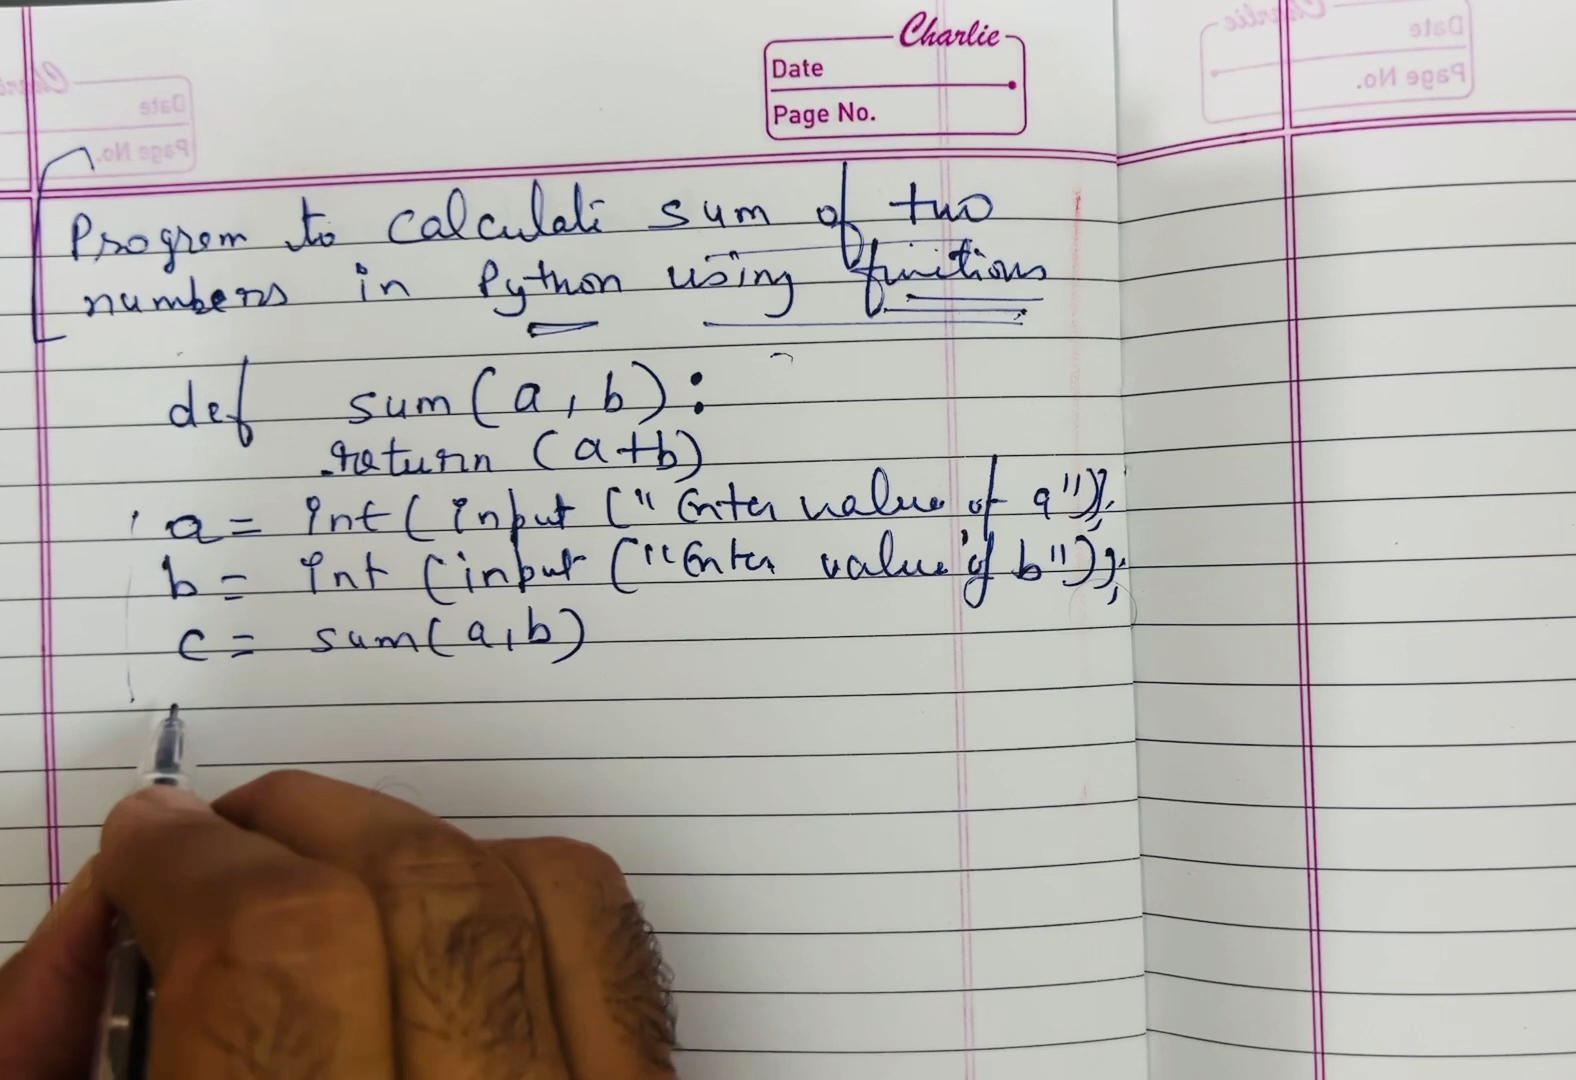 Charlie
Date
Page No.
Program to calculate sum of two
numbers in Python using functions
def sum(a,b):
return (a+b)
a = int(input("Enter value of a"));
b = int(input("Enter value of b"));
c = sum(a,b)